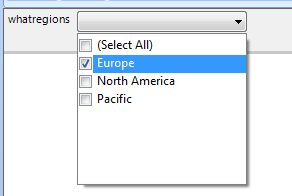 whatregions
(Select All)
Europe
North America
Pacific